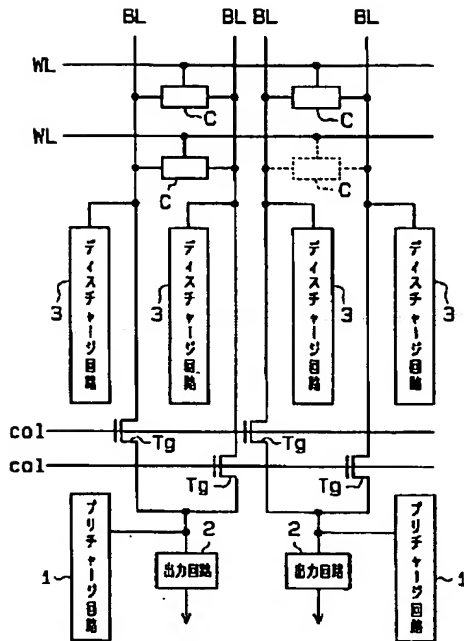 BL BL BL BL
WL
C C
WL
C C
3 ディスチャージ回路
3 ディスチャージ回路
3 ディスチャージ回路
3 ディスチャージ回路
col
Tg Tg
col
Tg Tg
1 プリチャージ回路
2 出力回路
2 出力回路
プリチャージ回路 1